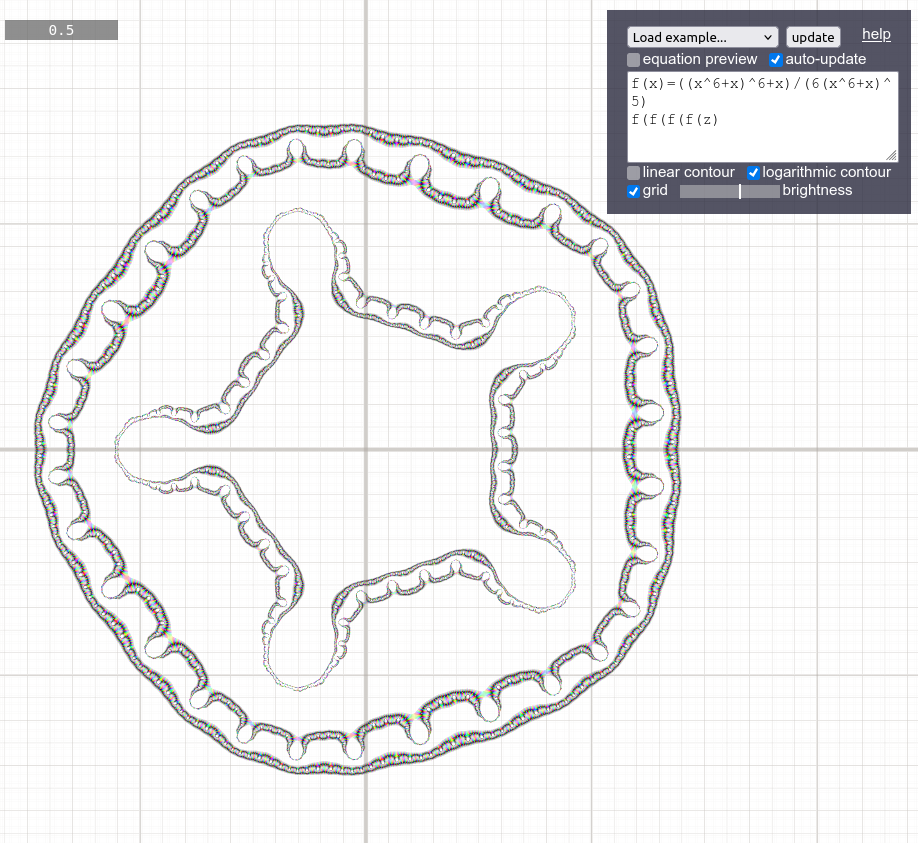 0.5
Load example... update help
equation preview auto-update
f(x)=((x^6+x)^6+x)/(6(x^6+x)^
5)
f(f(f(f(z)
linear contour logarithmic contour
grid brightness